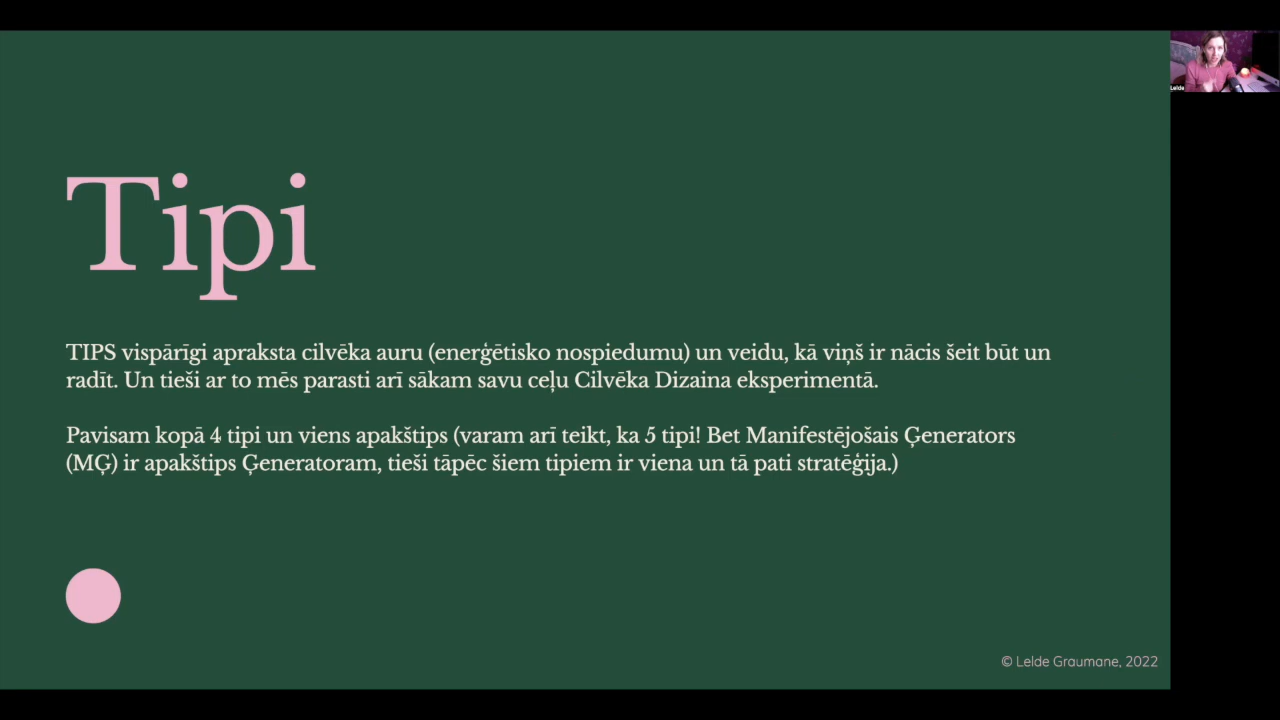 Tipi
TIPS vispārīgi apraksta cilvēka auru (enerģētisko nospiedumu) un veidu, kā viņš ir nācis šeit būt un
radīt. Un tieši ar to mēs parasti arī sākam savu ceļu Cilvēka Dizaina eksperimentā.
Pavisam kopā 4 tipi un viens apakštips (varam arī teikt, ka 5 tipi! Bet Manifestējošais Ģenerators
(MĢ) ir apakštips Ģeneratoram, tieši tāpēc šiem tipiem ir viena un tā pati stratēģija.)
© Lelde Graumane, 2022
Lelde